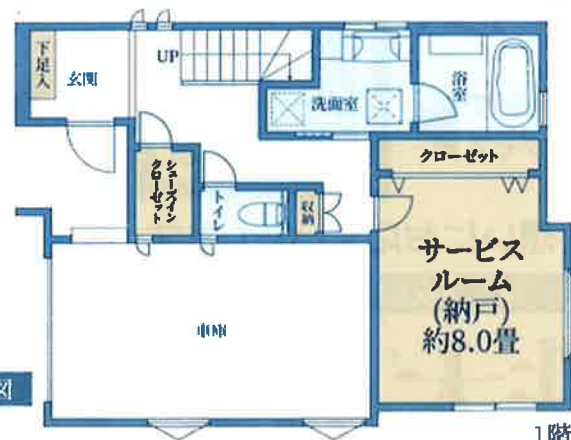 下足入
玄関
UP
洗面室
浴室
シューズイン
クローゼット
トイレ
収納
クローゼット
サービス
ルーム
(納戸)
約8.0畳
車庫
図
1階